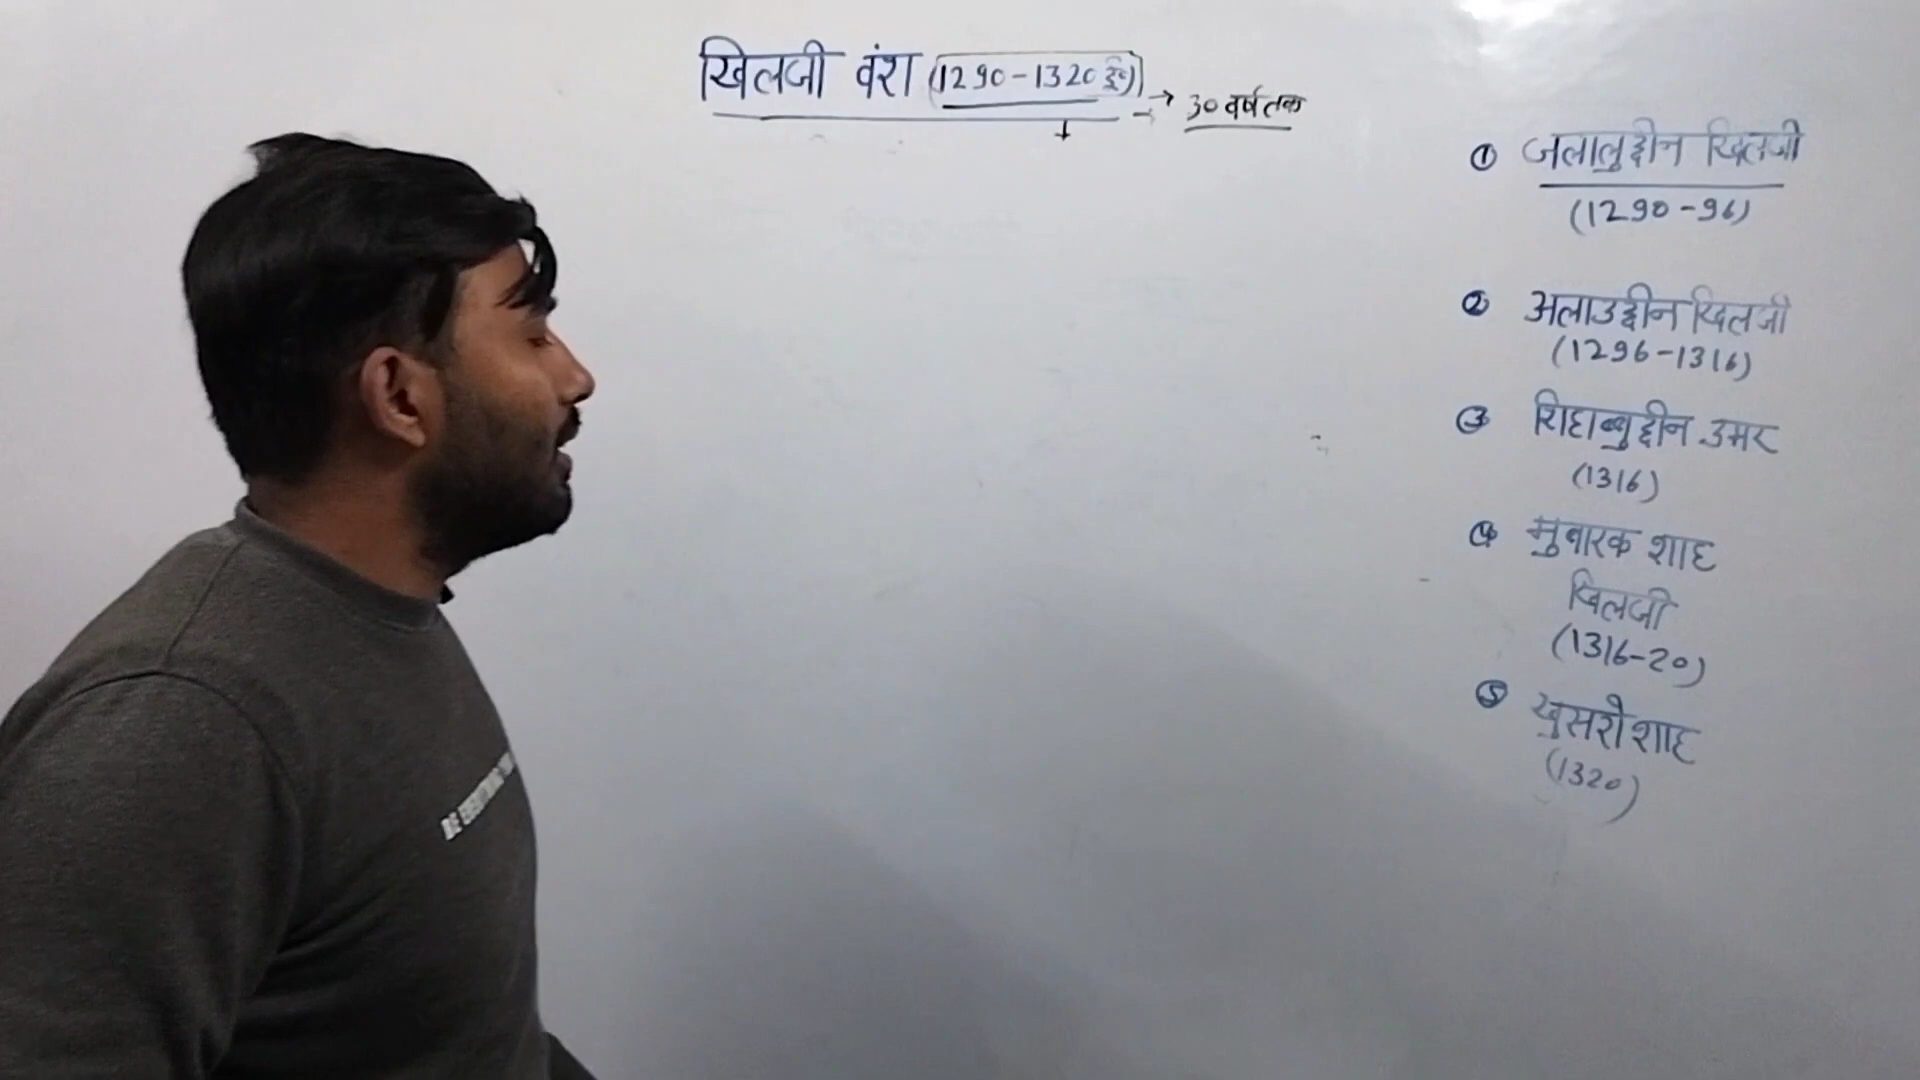 खिलजी वंश (1290-1320 ई०)
→ 30 वर्ष तक
① जलालुद्दीन खिलजी
(1290-96)
② अलाउद्दीन खिलजी
(1296-1316)
③ शिहाबुद्दीन उमर
(1316)
④ मुबारक शाह
खिलजी
(1316-20)
⑤ खुसरो शाह
(1320)